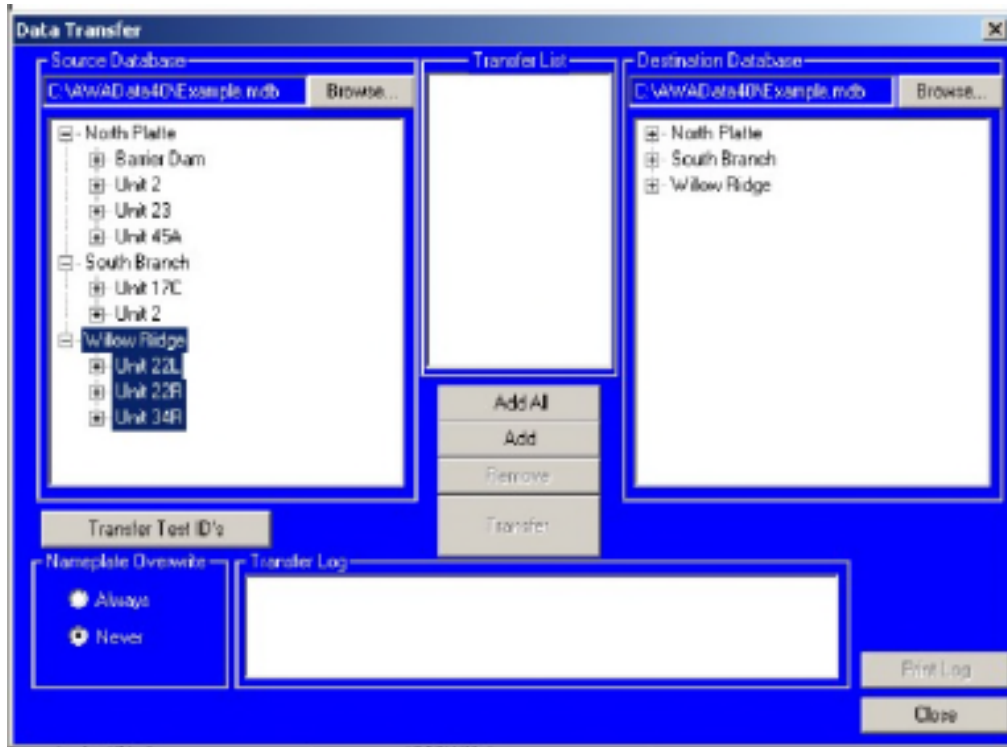 Data Transfer
Source Database
C:\AWAData40\Example.mdb
Browse...
North Platte
Barrier Dam
Unit 2
Unit 23
Unit 45A
South Branch
Unit 17C
Unit 2
Willow Ridge
Unit 22L
Unit 22R
Unit 34R
Transfer List
Add All
Add
Remove
Transfer
Destination Database
C:\AWAData40\Example.mdb
Browse...
North Platte
South Branch
Willow Ridge
Transfer Test ID's
Nameplate Overwrite
Always
Never
Transfer Log
Print Log
Close